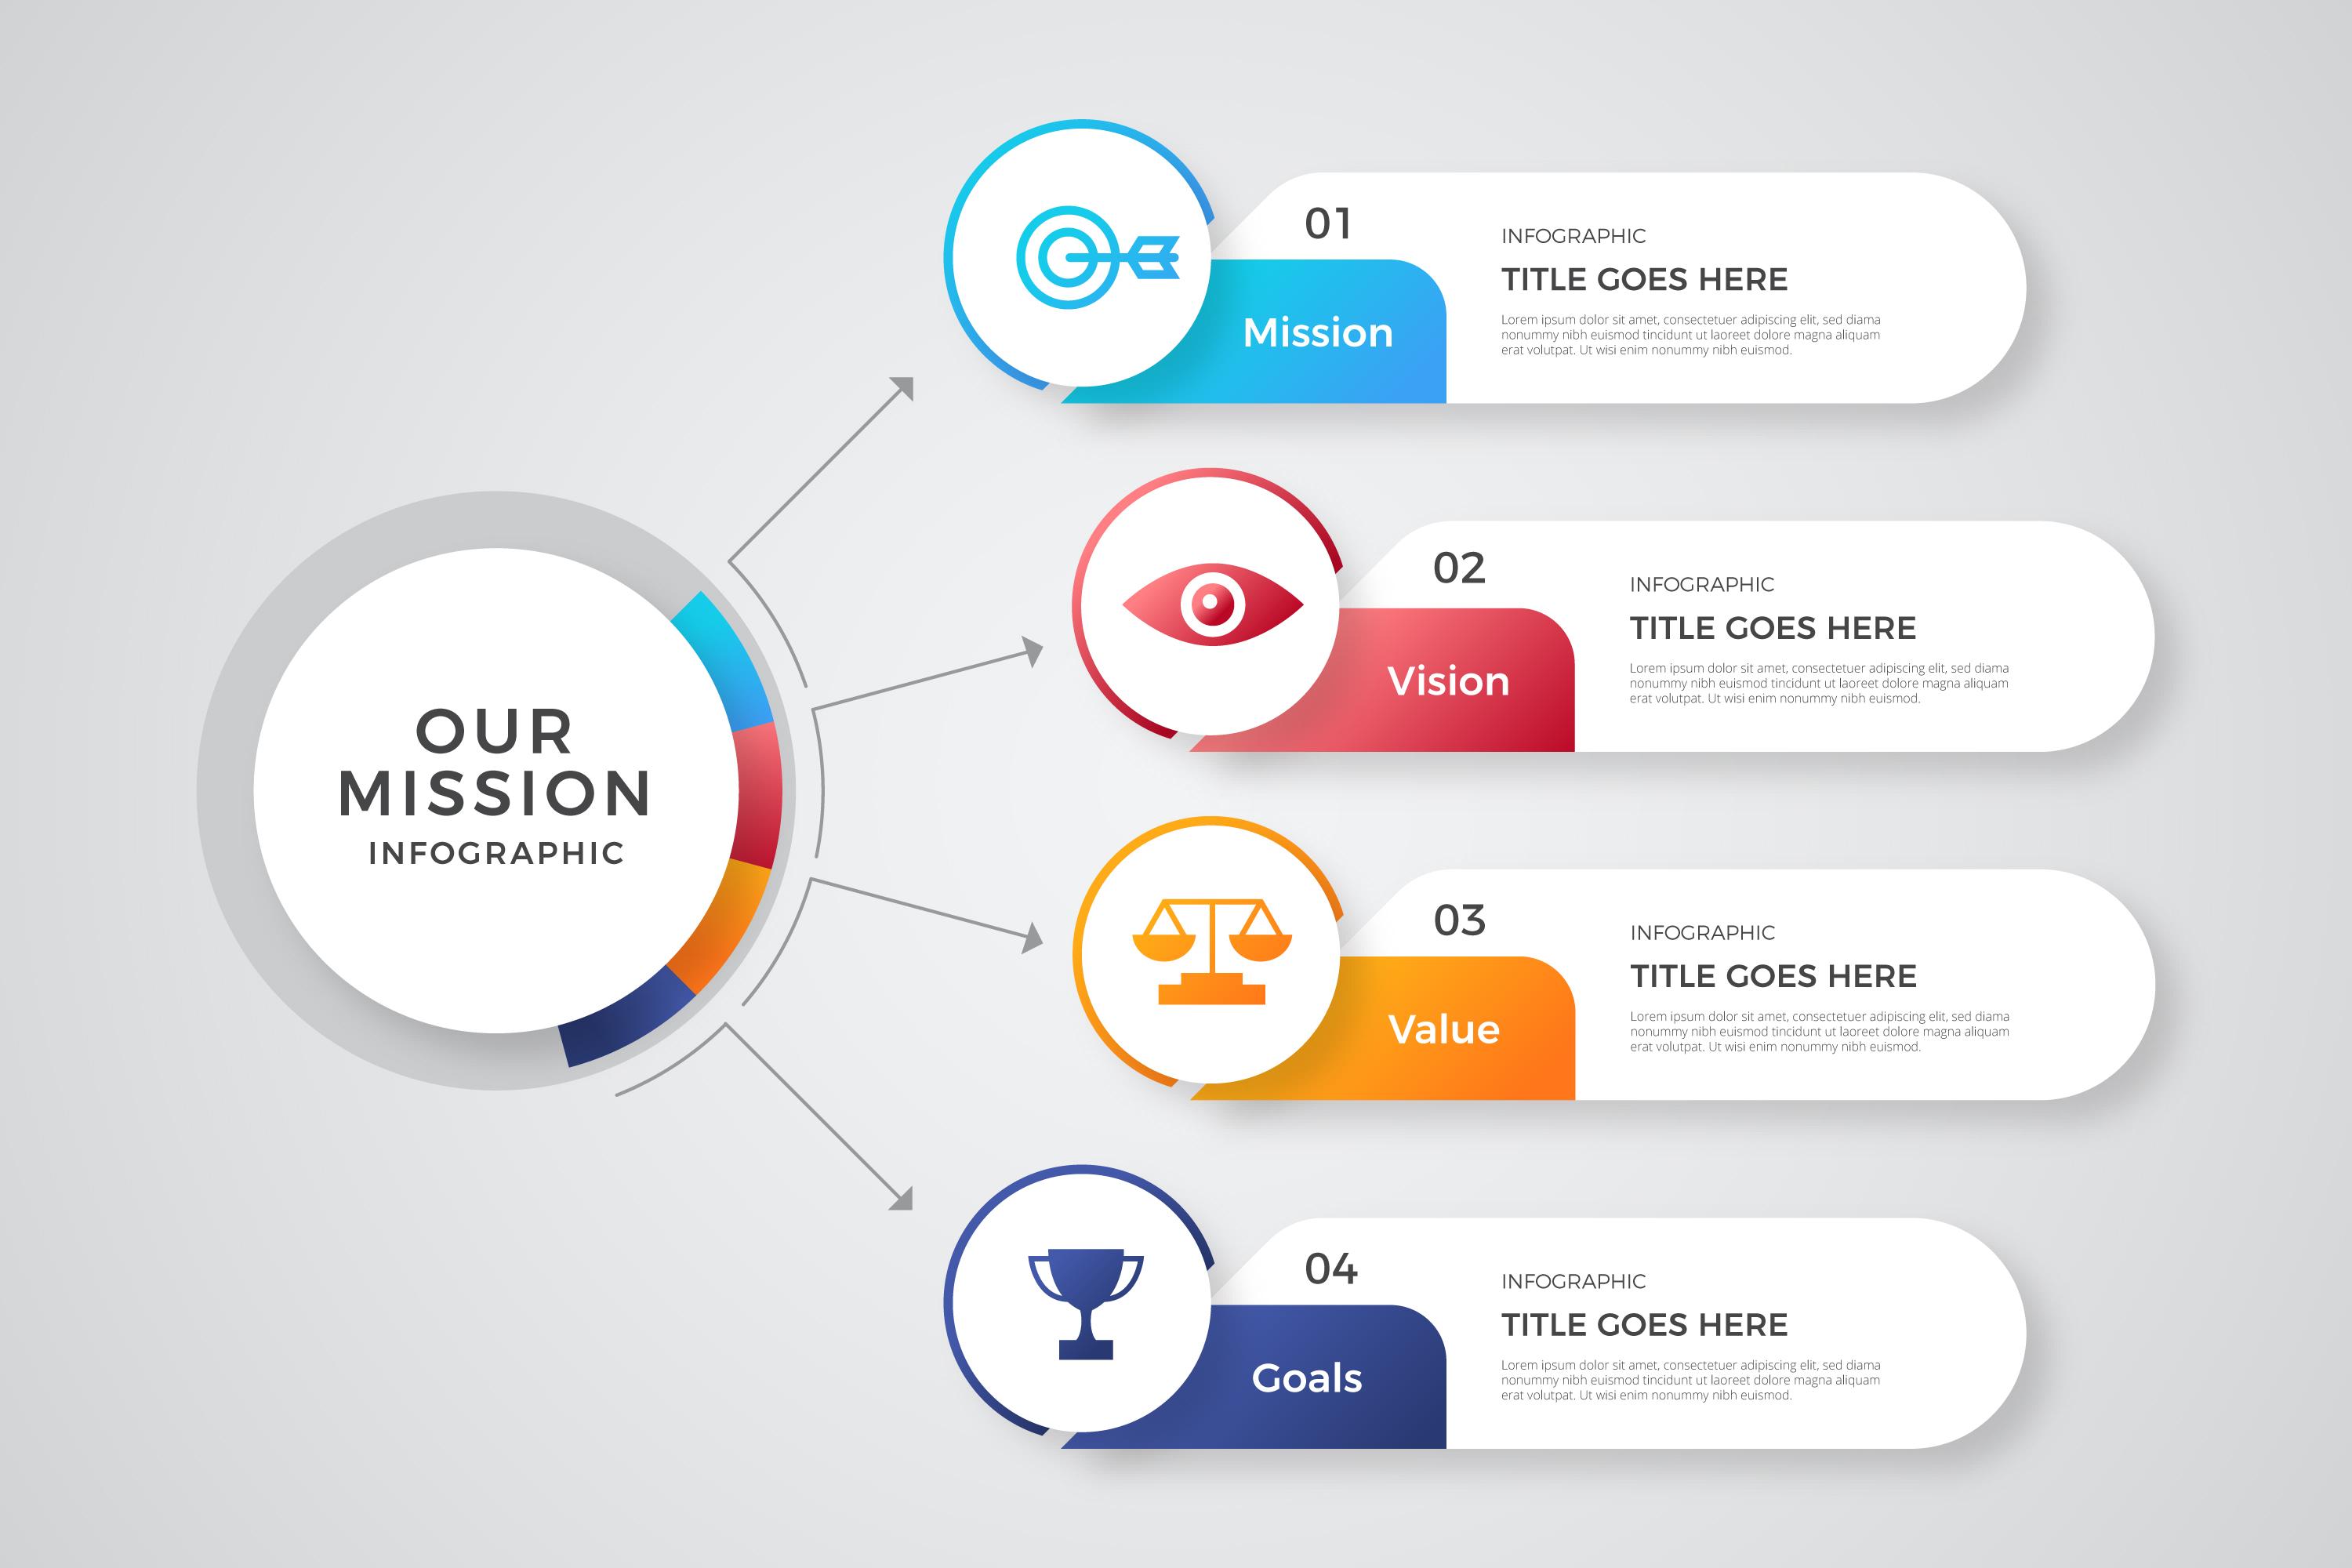 OUR
MISSION
INFOGRAPHIC
01
Mission
INFOGRAPHIC
TITLE GOES HERE
Lorem ipsum dolor sit amet, consectetuer adipiscing elit, sed diama
nonummy nibh euismod tincidunt ut laoreet dolore magna aliquam
erat volutpat. Ut wisi enim nonummy nibh euismod.
02
Vision
INFOGRAPHIC
TITLE GOES HERE
Lorem ipsum dolor sit amet, consectetuer adipiscing elit, sed diama
nonummy nibh euismod tincidunt ut laoreet dolore magna aliquam
erat volutpat. Ut wisi enim nonummy nibh euismod.
03
Value
INFOGRAPHIC
TITLE GOES HERE
Lorem ipsum dolor sit amet, consectetuer adipiscing elit, sed diama
nonummy nibh euismod tincidunt ut laoreet dolore magna aliquam
erat volutpat. Ut wisi enim nonummy nibh euismod.
04
Goals
INFOGRAPHIC
TITLE GOES HERE
Lorem ipsum dolor sit amet, consectetuer adipiscing elit, sed diama
nonummy nibh euismod tincidunt ut laoreet dolore magna aliquam
erat volutpat. Ut wisi enim nonummy nibh euismod.